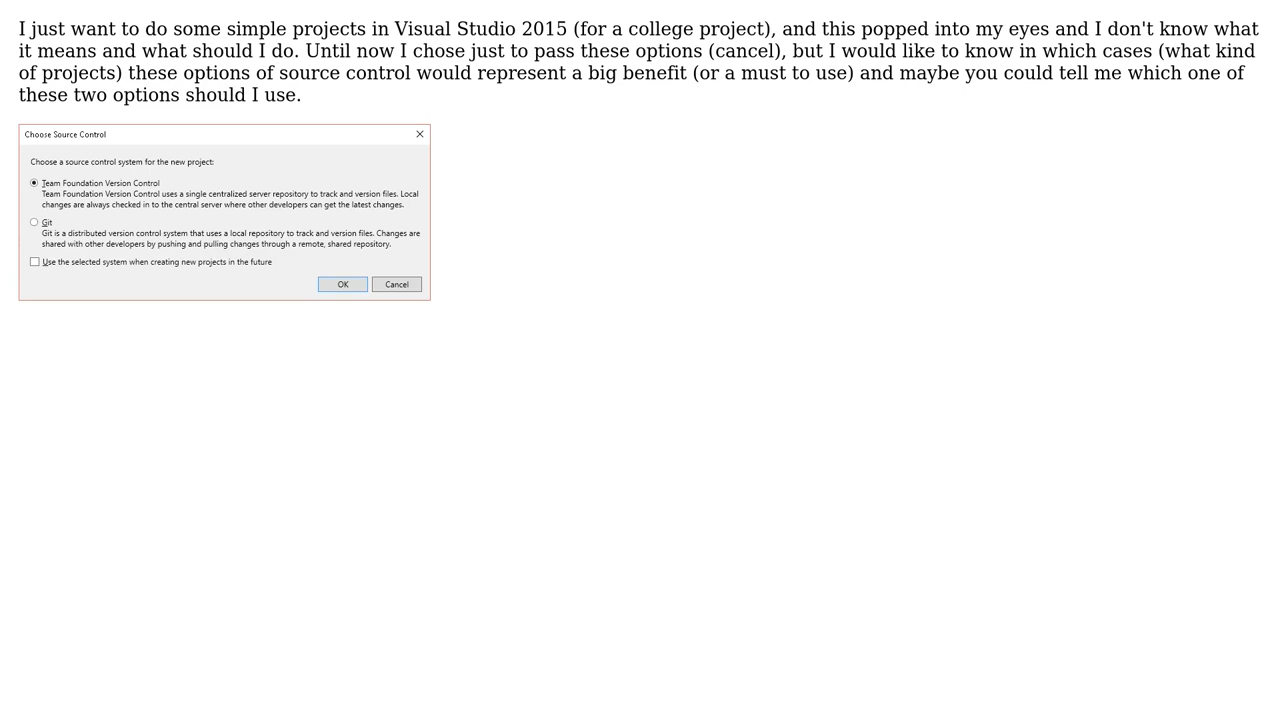 I just want to do some simple projects in Visual Studio 2015 (for a college project), and this popped into my eyes and I don't know what
it means and what should I do. Until now I chose just to pass these options (cancel), but I would like to know in which cases (what kind
of projects) these options of source control would represent a big benefit (or a must to use) and maybe you could tell me which one of
these two options should I use.
Choose Source Control
Choose a source control system for the new project:
Team Foundation Version Control
Team Foundation Version Control uses a single centralized server repository to track and version files. Local
changes are always checked in to the central server where other developers can get the latest changes.
Git
Git is a distributed version control system that uses a local repository to track and version files. Changes are
shared with other developers by pushing and pulling changes through a remote, shared repository.
Use the selected system when creating new projects in the future
OK Cancel